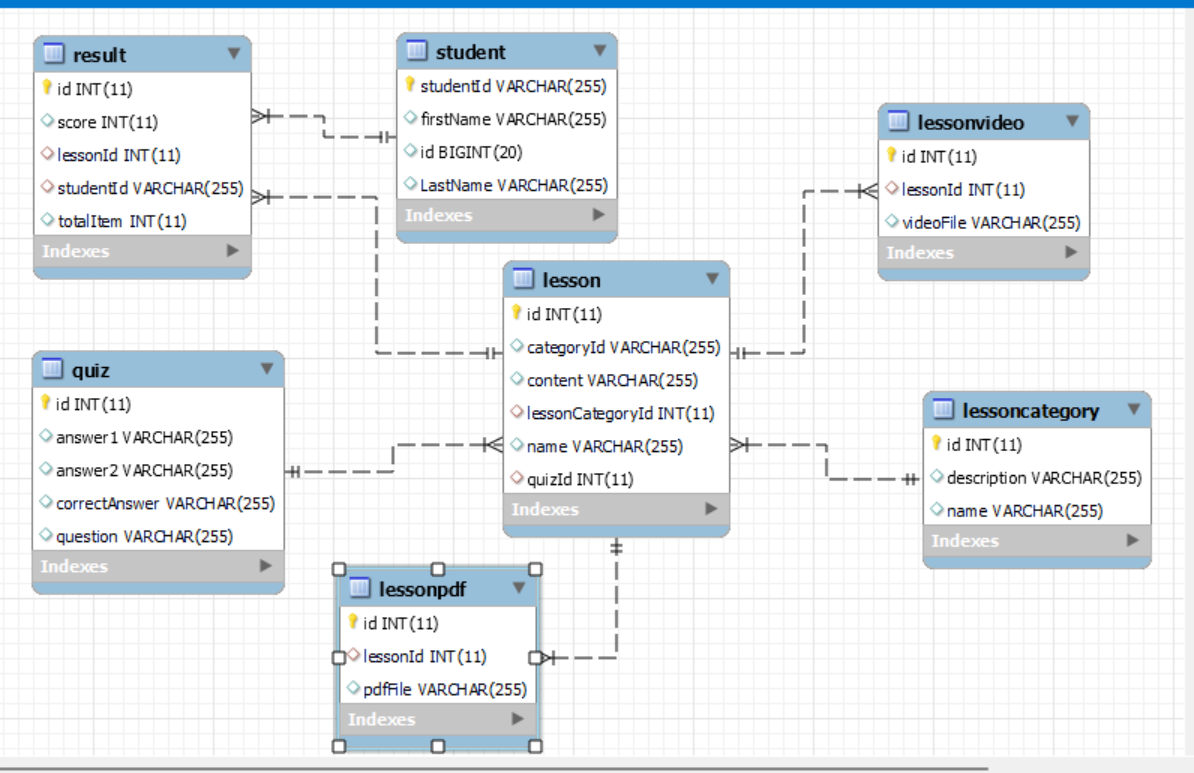 result
id INT(11)
score INT(11)
lessonId INT(11)
studentId VARCHAR(255)
totalItem INT(11)
Indexes
student
studentId VARCHAR(255)
firstName VARCHAR(255)
id BIGINT(20)
LastName VARCHAR(255)
Indexes
lessonvideo
id INT(11)
lessonId INT(11)
videoFile VARCHAR(255)
Indexes
lesson
id INT(11)
categoryId VARCHAR(255)
content VARCHAR(255)
lessonCategoryId INT(11)
name VARCHAR(255)
quizId INT(11)
Indexes
quiz
id INT(11)
answer1 VARCHAR(255)
answer2 VARCHAR(255)
correctAnswer VARCHAR(255)
question VARCHAR(255)
Indexes
lessoncategory
id INT(11)
description VARCHAR(255)
name VARCHAR(255)
Indexes
lessonpdf
id INT(11)
lessonId INT(11)
pdfFile VARCHAR(255)
Indexes